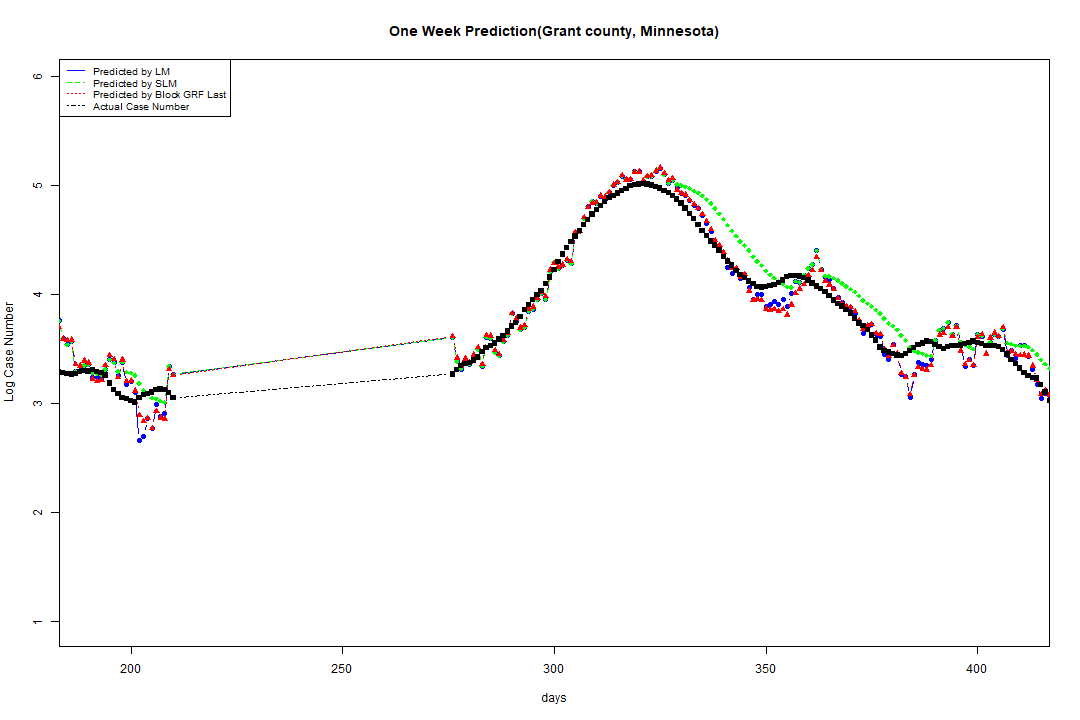 One Week Prediction(Grant county, Minnesota)
Predicted by LM
Predicted by SLM
Predicted by Block GRF Last
Actual Case Number
6
5
4
3
2
1
Log Case Number
200
250
300
350
400
days